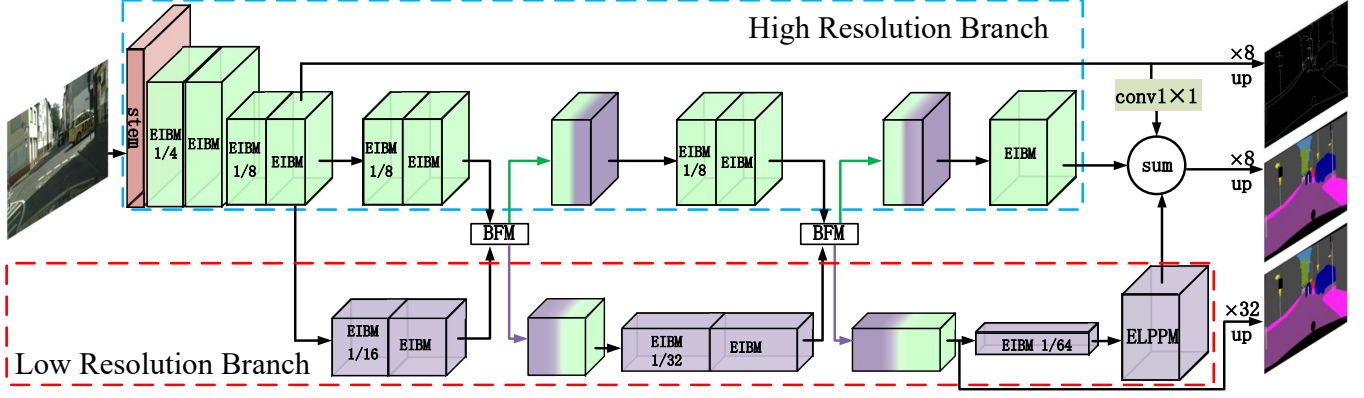 High Resolution Branch
stem
EIBM
1/4
EIBM
EIBM
1/8
EIBM
EIBM
1/8
EIBM
EIBM
1/8
EIBM
EIBM
×8
up
conv1×1
sum
×8
up
BFM
BFM
EIBM
1/16
EIBM
EIBM
1/32
EIBM
EIBM 1/64
ELPPM
×32
up
Low Resolution Branch